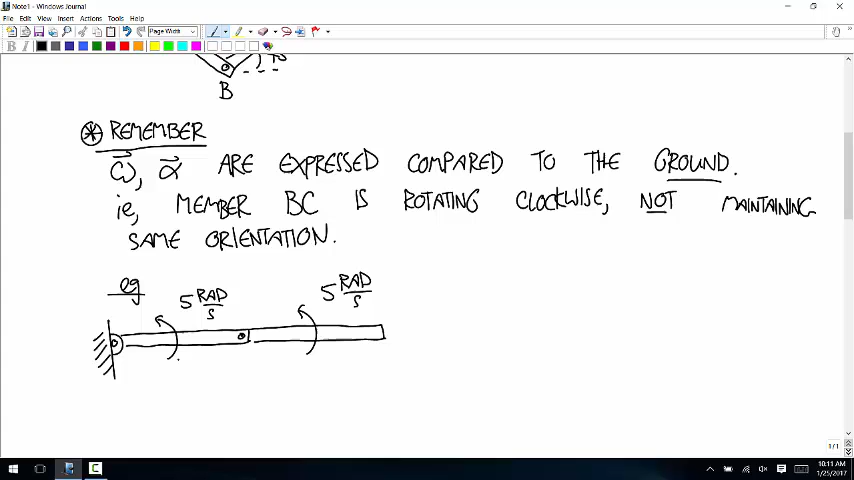 Note1 - Windows Journal
File Edit View Insert Actions Tools Help
Page Width
B I
B
REMEMBER
ω, α ARE EXPRESSED COMPARED TO THE GROUND.
ie, MEMBER BC IS ROTATING CLOCKWISE, NOT MAINTAINING
SAME ORIENTATION.
eg
5 RAD/S 5 RAD/S
1/1
10:11 AM
1/25/2017